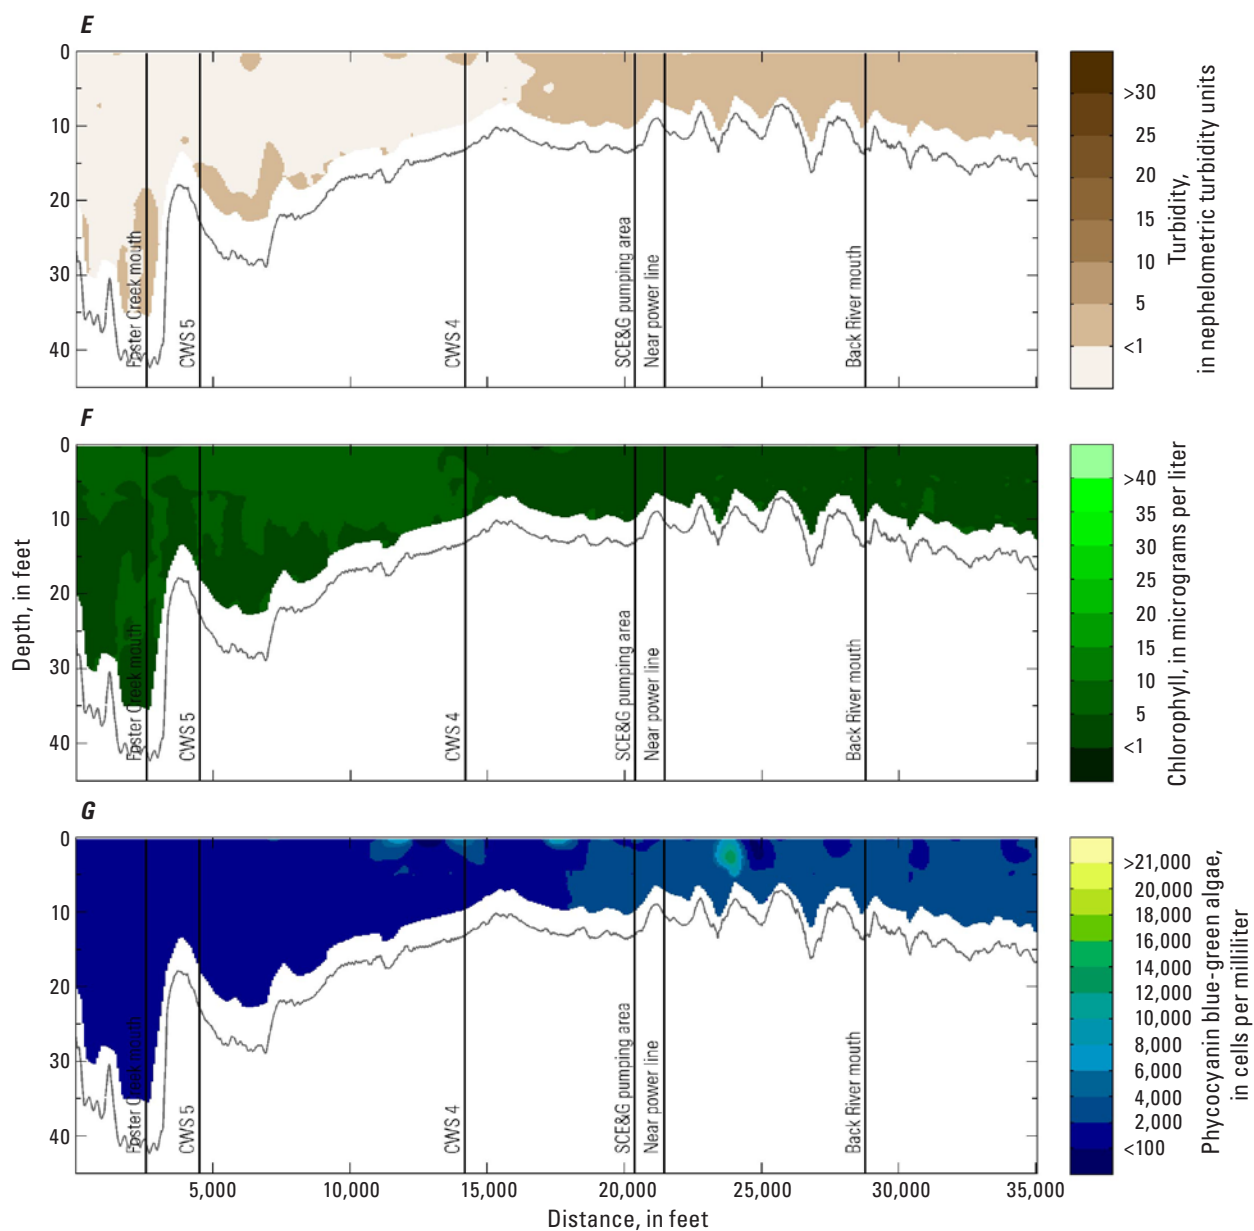 E
0
10
20
30
40
Foster Creek mouth
CWS 5
CWS 4
SCE&G pumping area
Near power line
Back River mouth
>30
25
20
15
10
5
<1
Turbidity,
in nephelometric turbidity units
F
0
10
20
30
40
Depth, in feet
Foster Creek mouth
CWS 5
CWS 4
SCE&G pumping area
Near power line
Back River mouth
>40
35
30
25
20
15
10
5
<1
Chlorophyll, in micrograms per liter
G
0
10
20
30
40
Foster Creek mouth
CWS 5
CWS 4
SCE&G pumping area
Near power line
Back River mouth
>21,000
20,000
18,000
16,000
14,000
12,000
10,000
8,000
6,000
4,000
2,000
<100
Phycocyanin blue-green algae,
in cells per milliliter
5,000
10,000
15,000
20,000
25,000
30,000
35,000
Distance, in feet